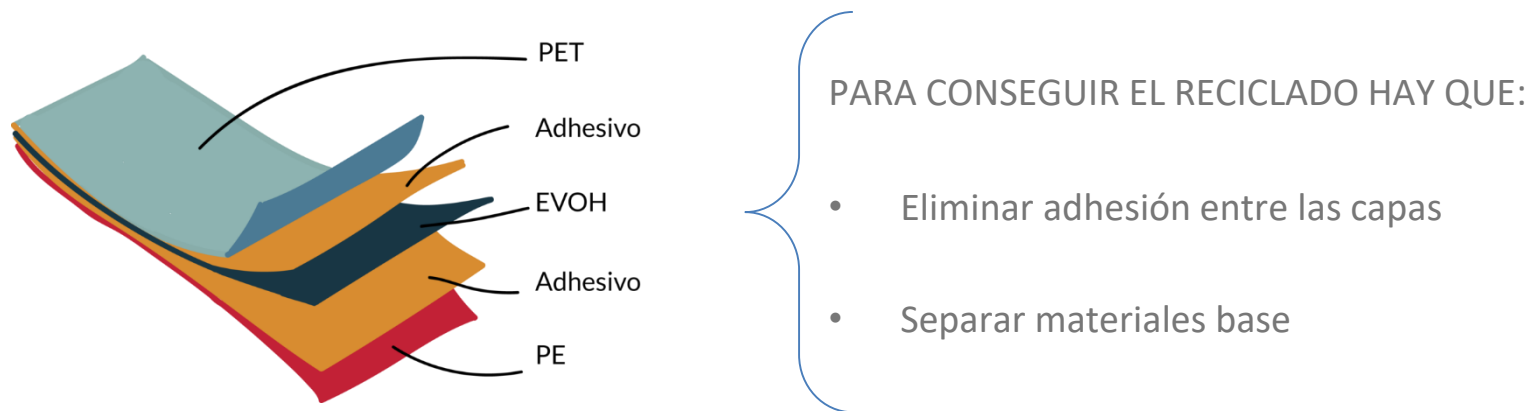 PET
Adhesivo
EVOH
Adhesivo
PE
PARA CONSEGUIR EL RECICLADO HAY QUE:
• Eliminar adhesión entre las capas
• Separar materiales base